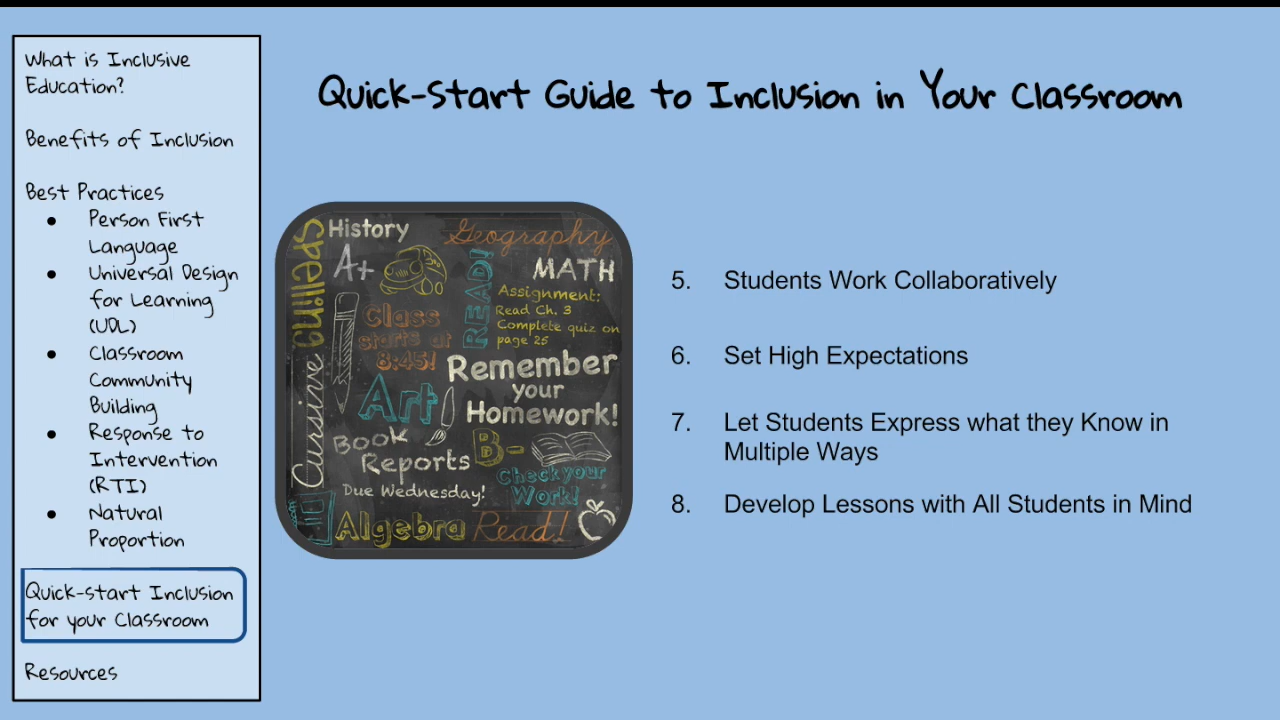 What is Inclusive
Education?
Benefits of Inclusion
Best Practices
● Person First
Language
● Universal Design
for Learning
(UDL)
● Classroom
Community
Building
● Response to
Intervention
(RTI)
● Natural
Proportion
Quick-start Inclusion
for your Classroom
Resources
Quick-Start Guide to Inclusion in Your Classroom
Spelling
History
Geography
A+
READ!
MATH
Assignment:
Read Ch. 3
Complete quiz on
page 25
Class
starts at
8:45!
Remember
your
Homework!
Cursive
Art
Book
Reports
B-
Due Wednesday!
Check your
Work!
Algebra
Read!
5. Students Work Collaboratively
6. Set High Expectations
7. Let Students Express what they Know in
Multiple Ways
8. Develop Lessons with All Students in Mind